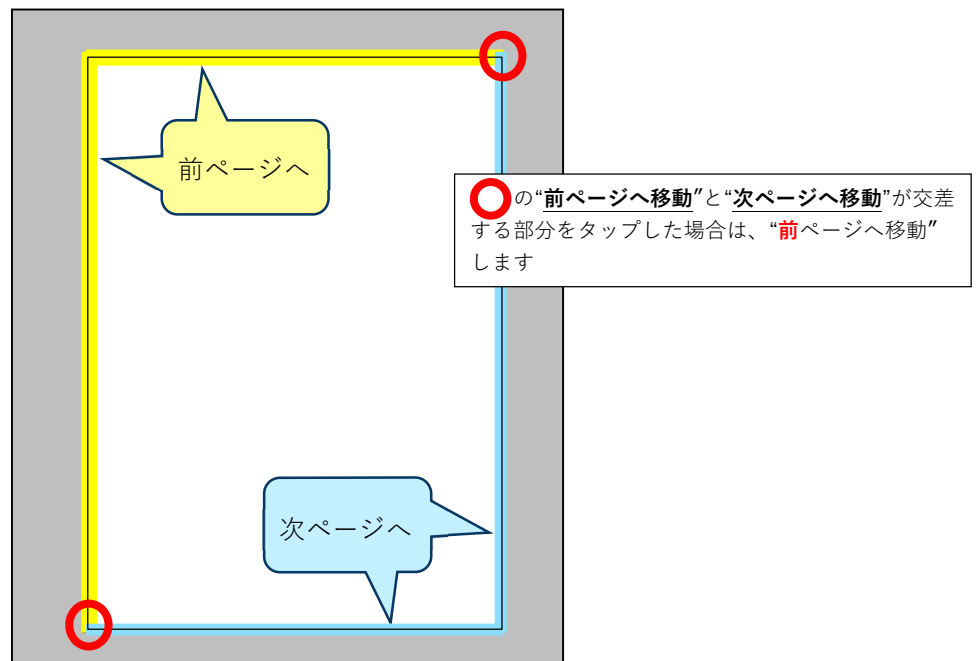 前ページへ
の“前ページへ移動”と“次ページへ移動”が交差
する部分をタップした場合は、“前ページへ移動”
します
次ページへ